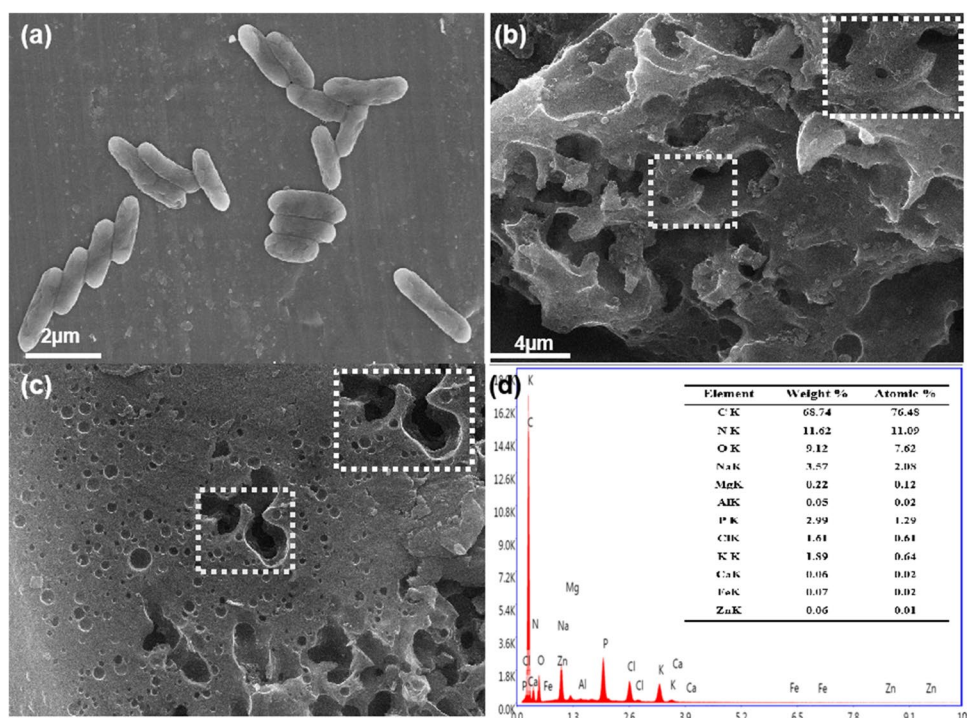 (a)
2µm
(b)
4µm
(c)
(d)
K
C
16.2K
14.4K
12.6K
10.8K
9.0K
7.2K
5.4K
3.6K
1.8K
0.0K
Mg
N
Na
P
Cl
O
Zn
Cl
K
Ca
P
Ca
Fe
Al
Cl
K
Ca
Fe
Fe
Zn
Zn
0.0
1.3
2.6
3.9
5.2
6.5
7.8
9.1
10
Element Weight % Atomic %
C K 68.74 76.48
N K 11.62 11.09
O K 9.12 7.62
NaK 3.57 2.08
MgK 0.22 0.12
AlK 0.05 0.02
P K 2.99 1.29
ClK 1.61 0.61
K K 1.89 0.64
CaK 0.06 0.02
FeK 0.07 0.02
ZnK 0.06 0.01